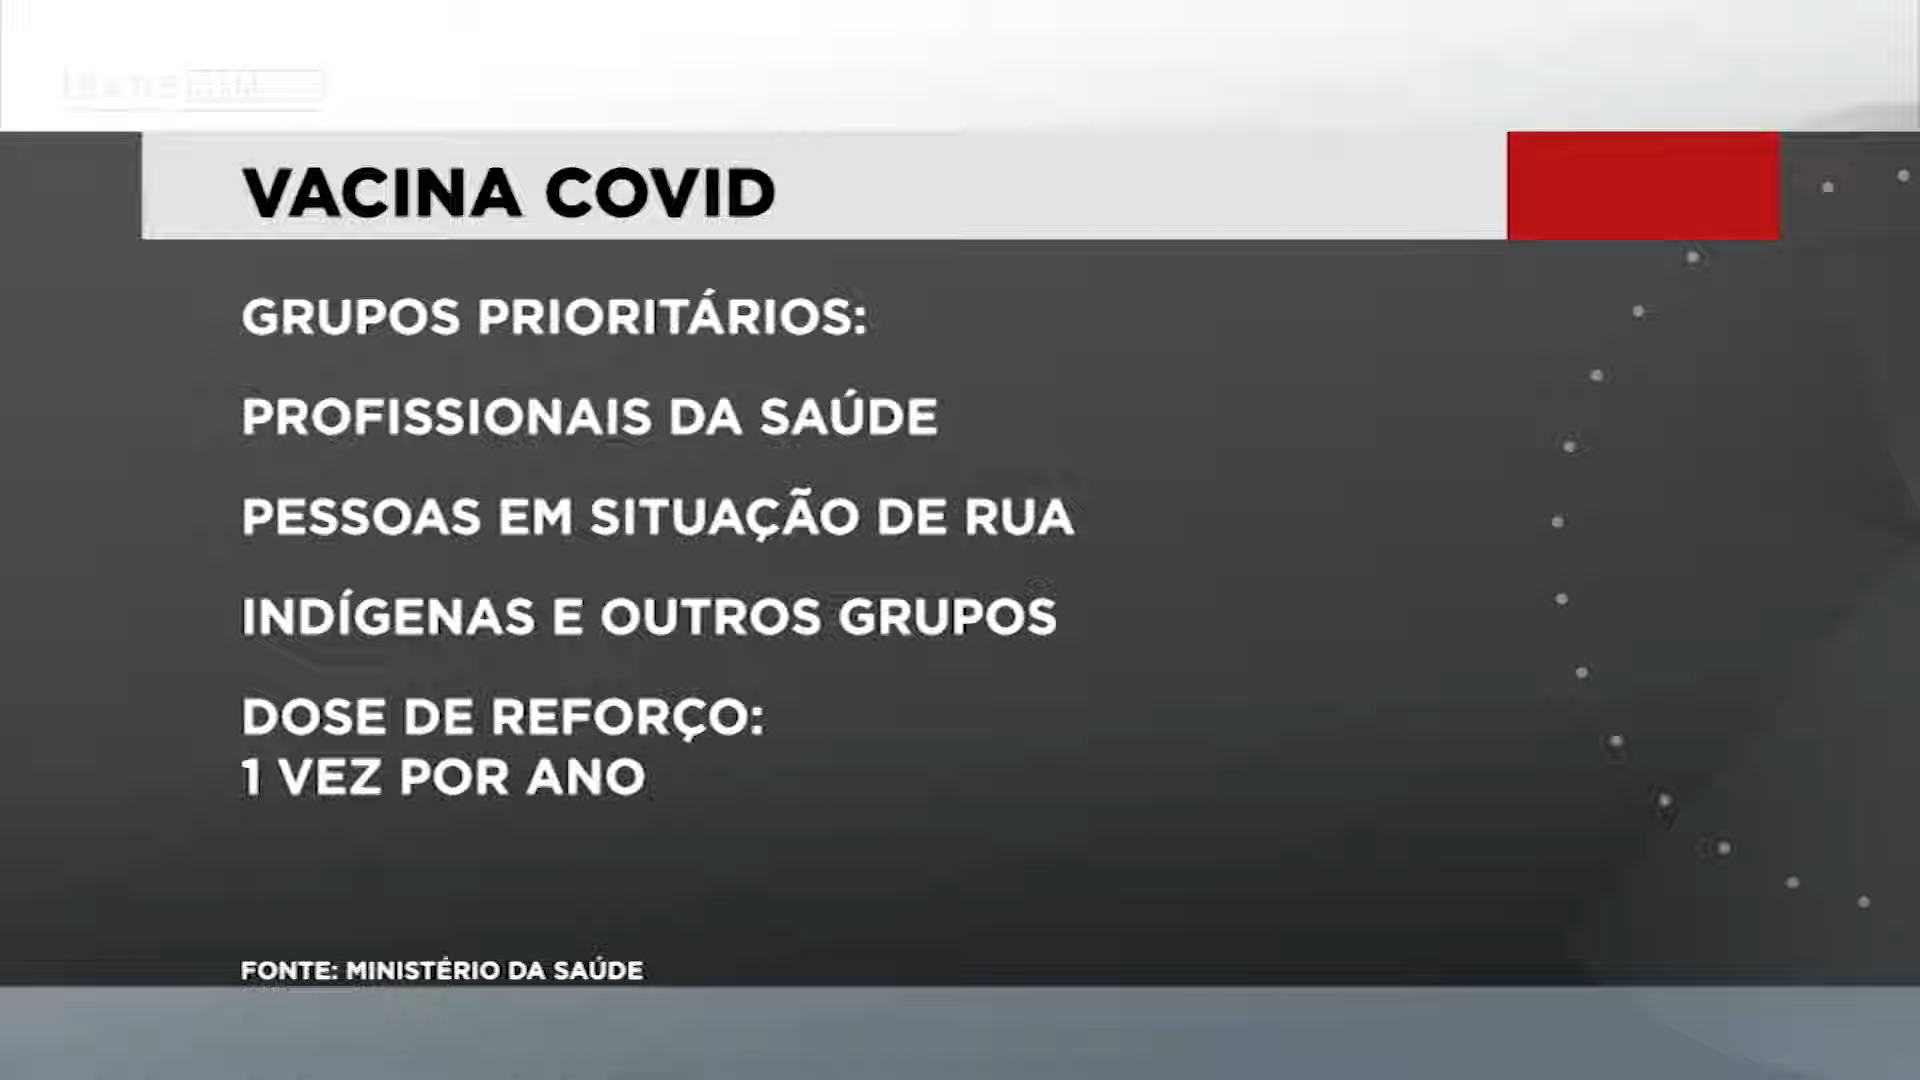 VACINA COVID
GRUPOS PRIORITÁRIOS:
PROFISSIONAIS DA SAÚDE
PESSOAS EM SITUAÇÃO DE RUA
INDÍGENAS E OUTROS GRUPOS
DOSE DE REFORÇO:
1 VEZ POR ANO
FONTE: MINISTÉRIO DA SAÚDE